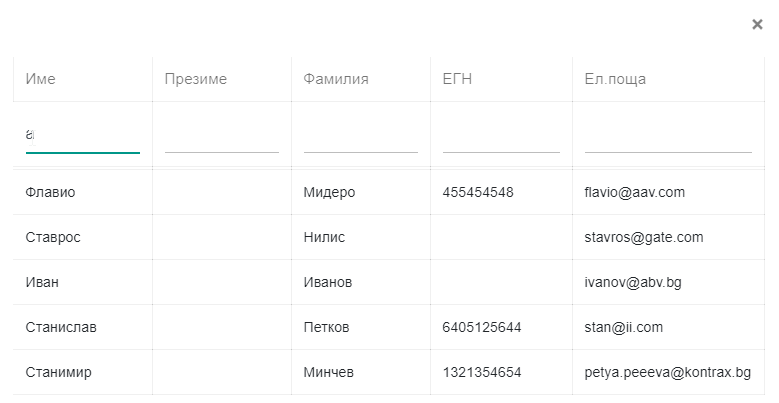 ×
Име Презиме Фамилия ЕГН Ел.поща
а
Флавио Мидеро 455454548 flavio@aav.com
Ставрос Нилис stavros@gate.com
Иван Иванов ivanov@abv.bg
Станислав Петков 6405125644 stan@ii.com
Станимир Минчев 1321354654 petya.peeeva@kontrax.bg